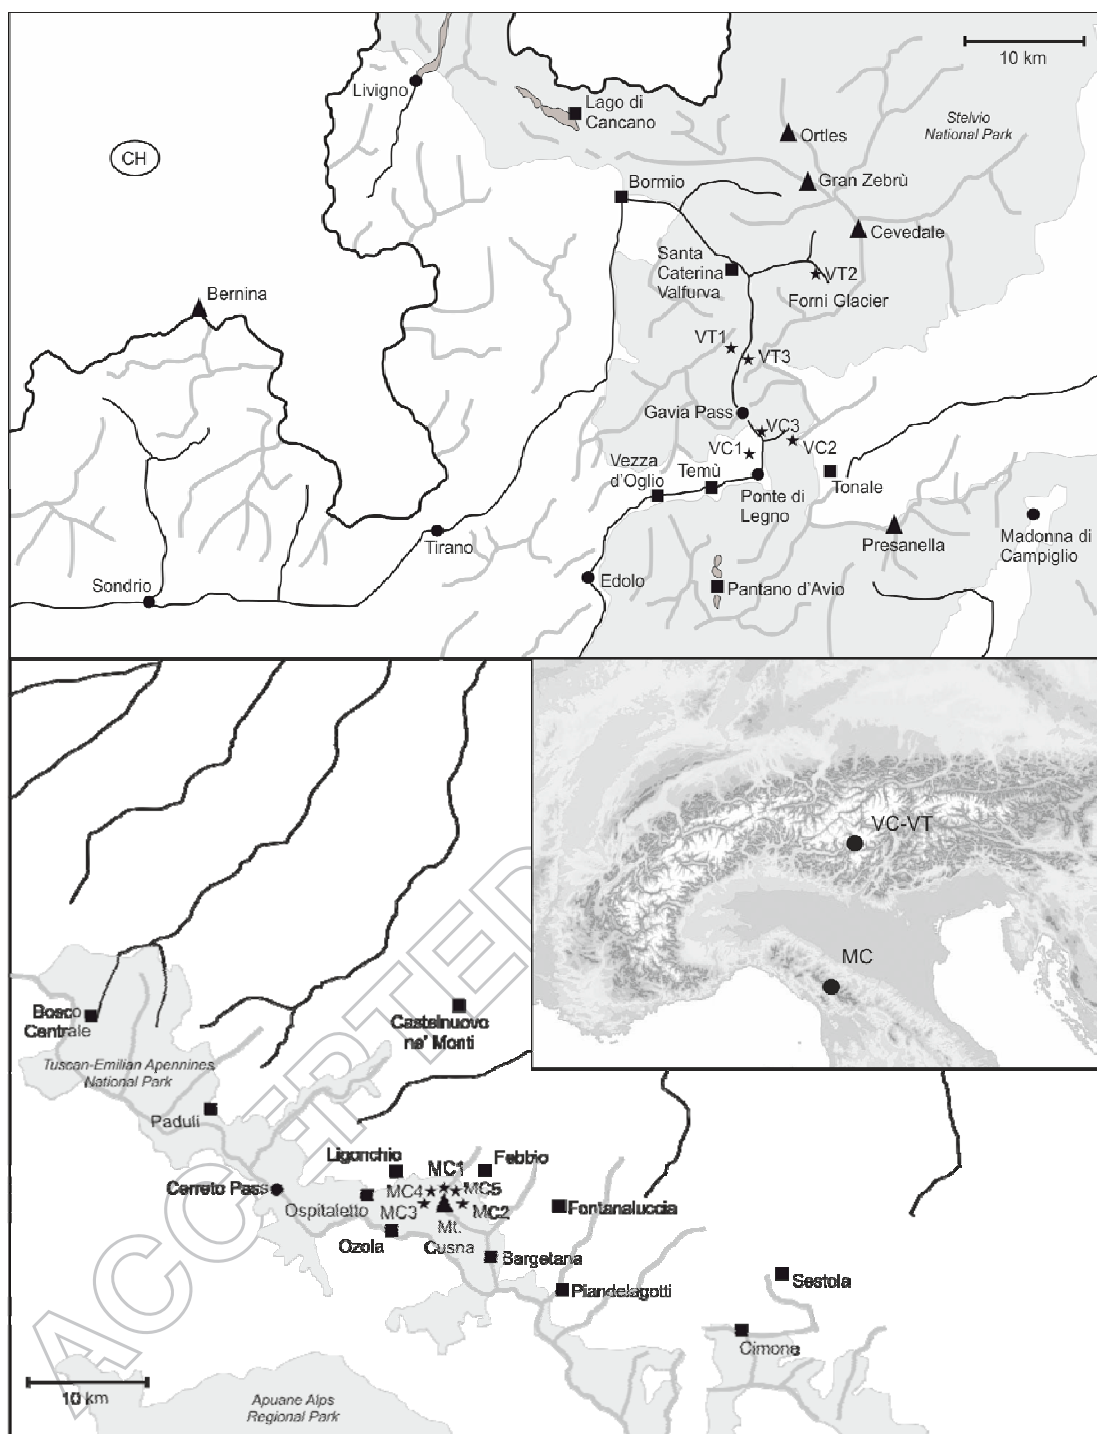 10 km
Livigno
Lago di
Cancano
Stelvio
National Park
Ortles
CH
Gran Zebrù
Bormio
Cevedale
Santa
Caterina
Valfurva
VT2
Forni Glacier
Bernina
VT1
VT3
Gavia Pass
VC3
VC1
VC2
Vezza
d'Oglio
Temù
Tonale
Ponte di
Legno
Madonna di
Campiglio
Presanella
Tirano
Edolo
Pantano d'Avio
Sondrio
VC-VT
MC
Bosco
Centrale
Castelnuovo
ne' Monti
Tuscan-Emilian Apennines
National Park
Paduli
Ligonchio
MC1
Febbio
Cerreto Pass
MC4
MC5
Ospitaletto
MC3
MC2
Fontanaluccia
Mt.
Cusna
Ozola
Bargetana
Piandelagotti
Sestola
Cimone
10 km
Apuane Alps
Regional Park
ACCEPTED